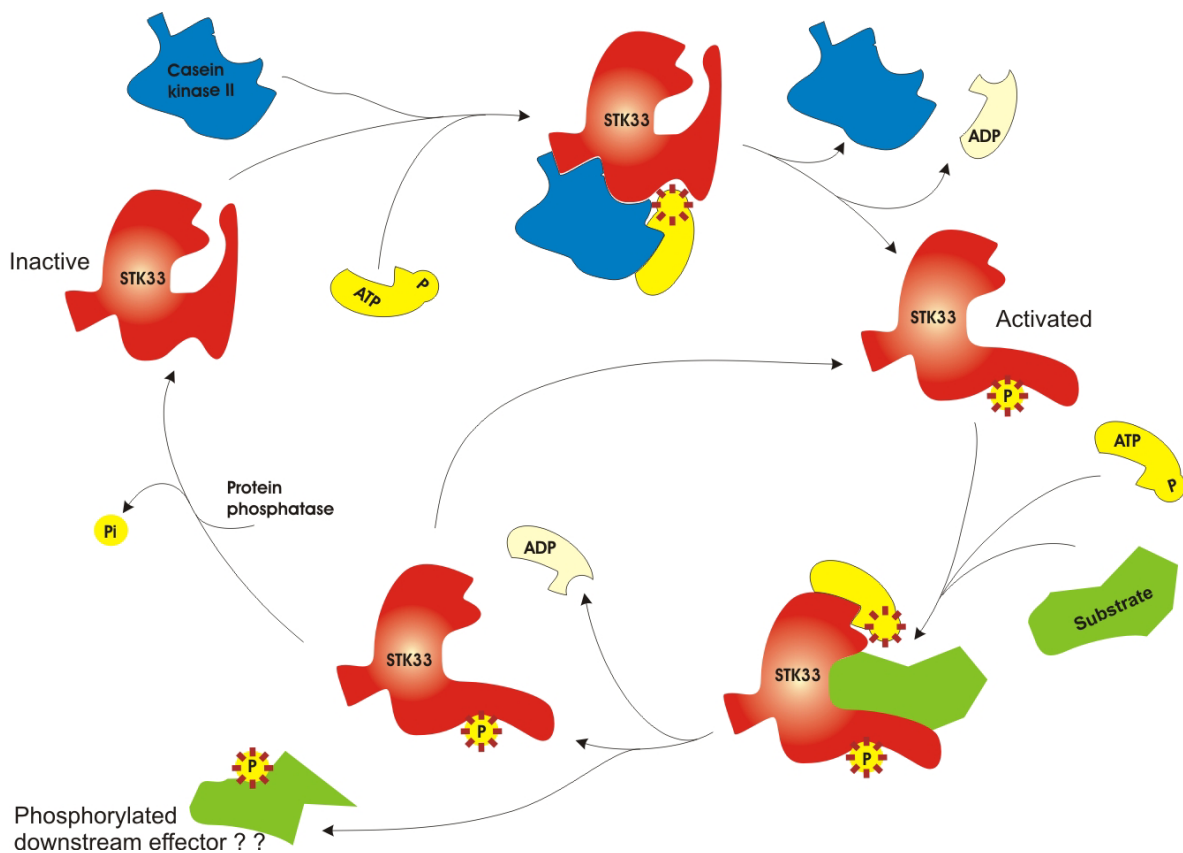 Casein
kinase II
STK33
ADP
Inactive
STK33
ATP
P
STK33
Activated
P
ATP
P
Protein
phosphatase
Pi
ADP
Substrate
STK33
P
STK33
P
P
Phosphorylated
downstream effector ? ?